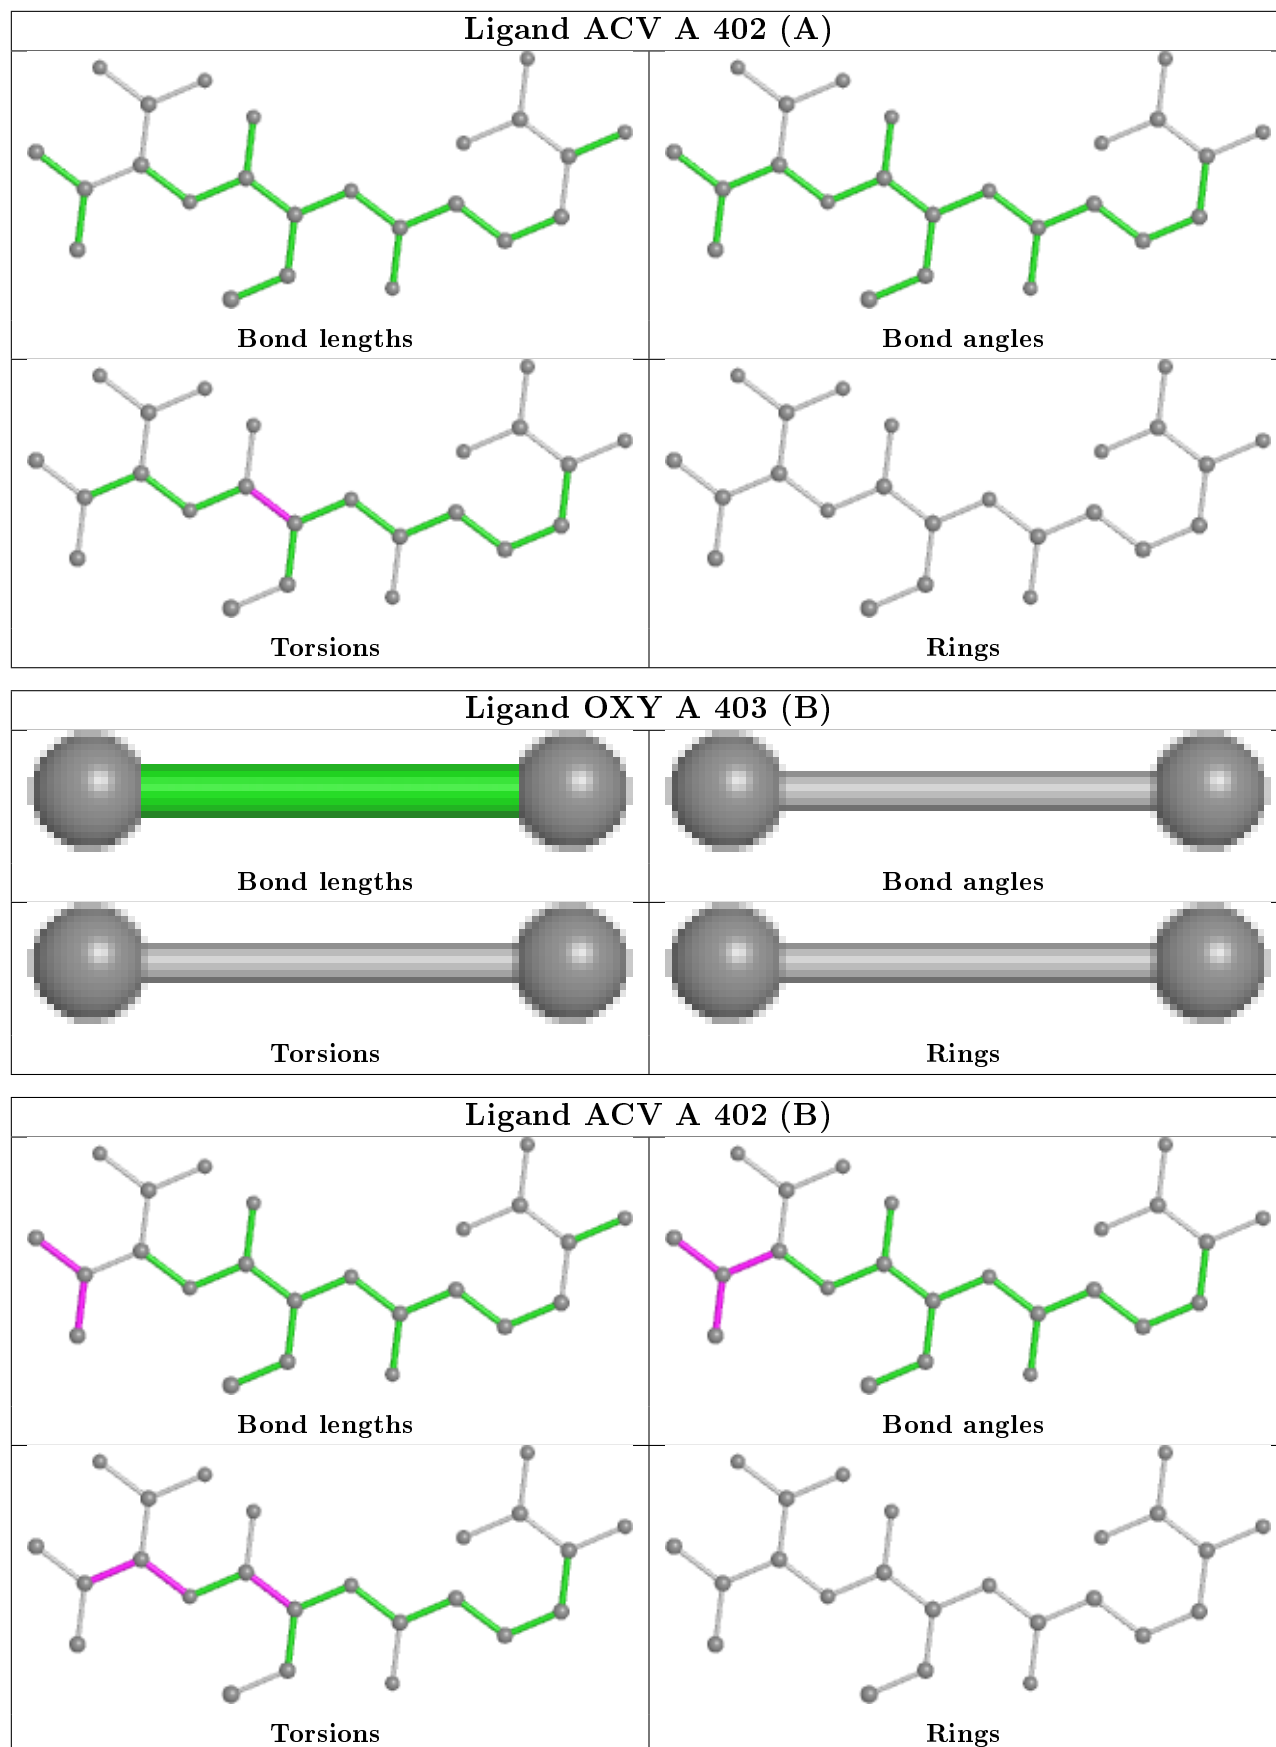 Ligand ACV A 402 (A)
Bond lengths
Bond angles
Torsions
Rings
Ligand OXY A 403 (B)
Bond lengths
Bond angles
Torsions
Rings
Ligand ACV A 402 (B)
Bond lengths
Bond angles
Torsions
Rings